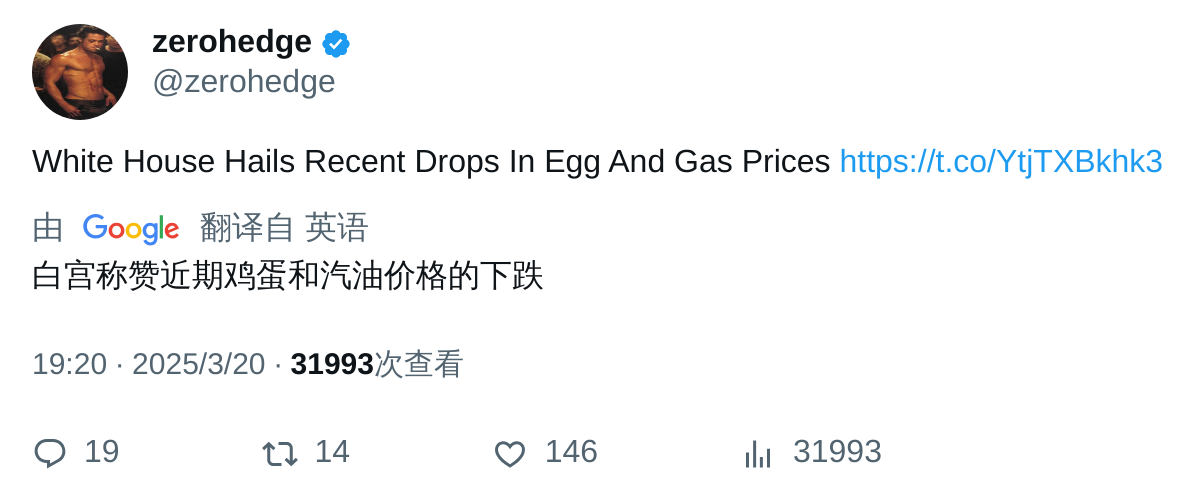 zerohedge
@zerohedge
White House Hails Recent Drops In Egg And Gas Prices https://t.co/YtjTXBkhk3
由 Google 翻译自 英语
白宫称赞近期鸡蛋和汽油价格的下跌
19:20 · 2025/3/20 · 31993次查看
19 14 146 31993